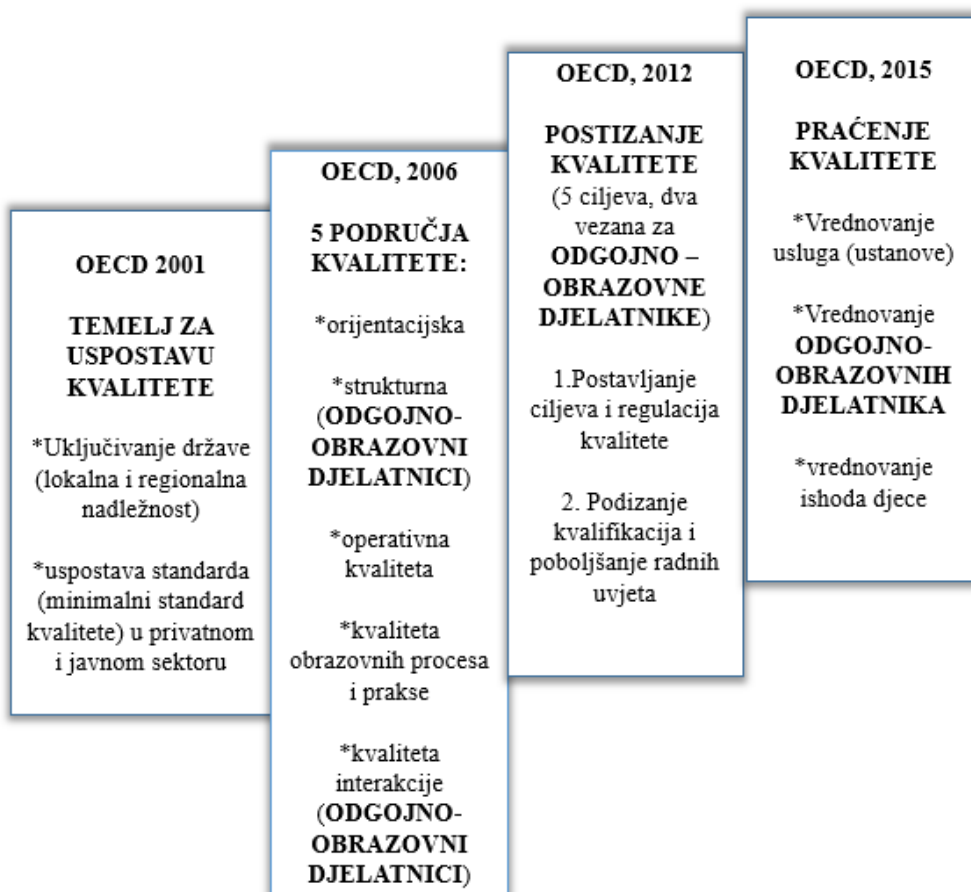 OECD 2001
TEMELJ ZA
USPOSTAVU
KVALITETE
*Uključivanje države
(lokalna i regionalna
nadležnost)
*uspostava standarda
(minimalni standard
kvalitete) u privatnom
i javnom sektoru
OECD, 2006
5 PODRUČJA
KVALITETE:
*orijentacijska
*strukturna
(ODGOJNO-
OBRAZOVNI
DJELATNICI)
*operativna
kvaliteta
*kvaliteta
obrazovnih procesa
i prakse
*kvaliteta
interakcije
(ODGOJNO-
OBRAZOVNI
DJELATNICI)
OECD, 2012
POSTIZANJE
KVALITETE
(5 ciljeva, dva
vezana za
ODGOJNO –
OBRAZOVNE
DJELATNIKE)
1.Postavljanje
ciljeva i regulacija
kvalitete
2. Podizanje
kvalifikacija i
poboljšanje radnih
uvjeta
OECD, 2015
PRAĆENJE
KVALITETE
*Vrednovanje
usluga (ustanove)
*Vrednovanje
ODGOJNO-
OBRAZOVNIH
DJELATNIKA
*vrednovanje
ishoda djece